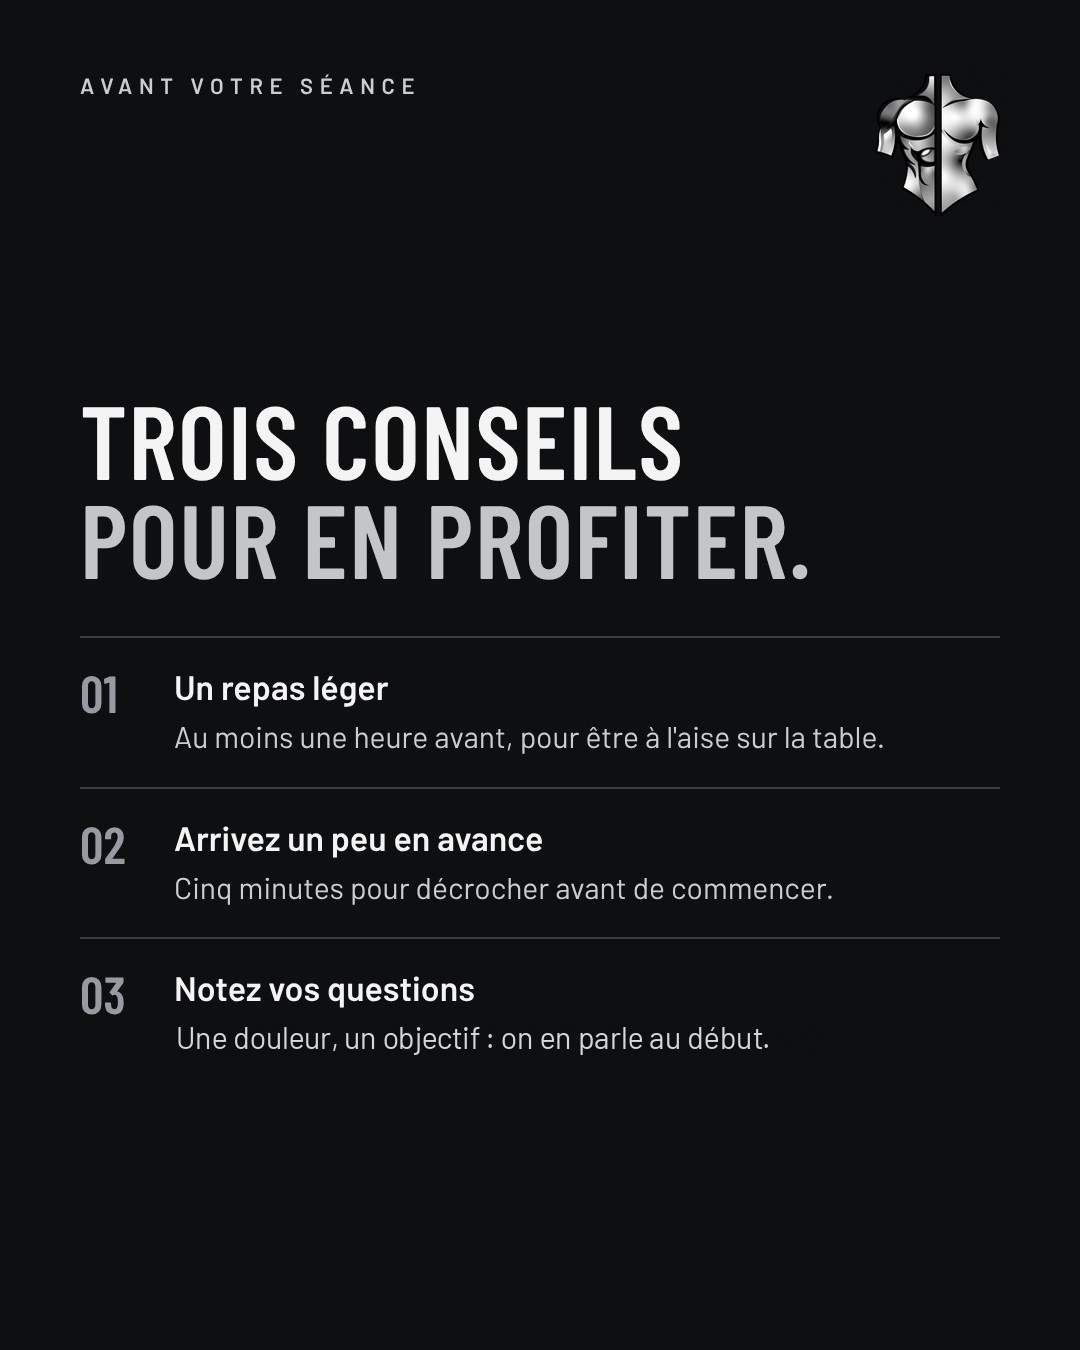 AVANT VOTRE SÉANCE
TROIS CONSEILS
POUR EN PROFITER.
01
Un repas léger
Au moins une heure avant, pour être à l'aise sur la table.
02
Arrivez un peu en avance
Cinq minutes pour décrocher avant de commencer.
03
Notez vos questions
Une douleur, un objectif : on en parle au début.